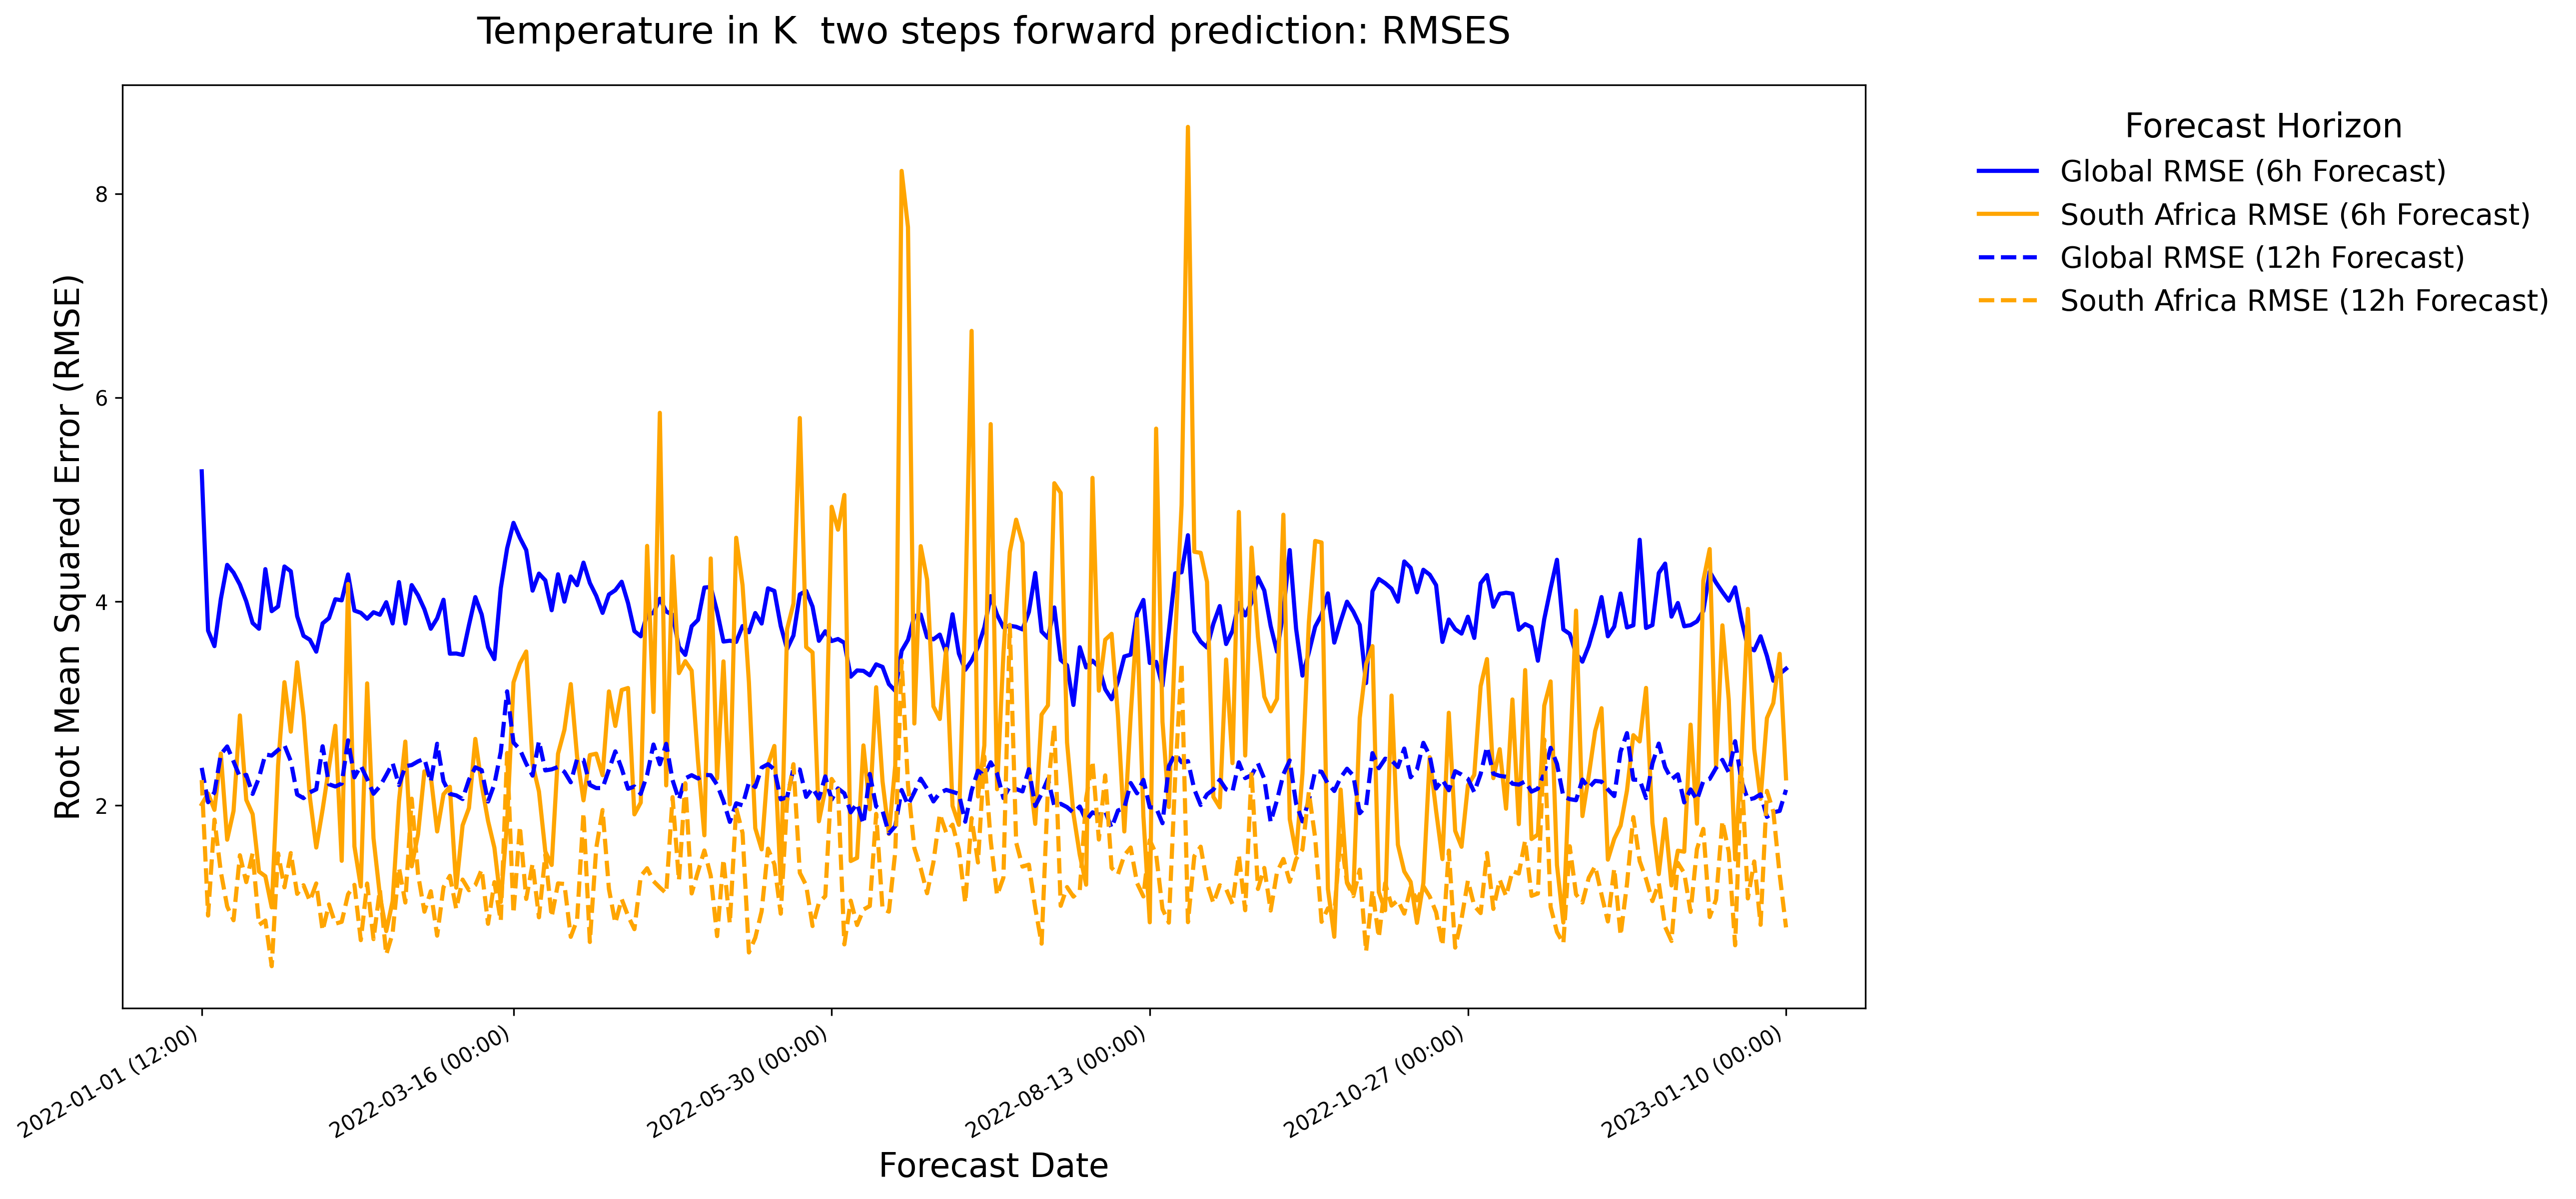 Temperature in K  two steps forward prediction: RMSES
Root Mean Squared Error (RMSE)
8
6
4
2
2022-01-01 (12:00)
2022-03-16 (00:00)
2022-05-30 (00:00)
2022-08-13 (00:00)
2022-10-27 (00:00)
2023-01-10 (00:00)
Forecast Date
Forecast Horizon
Global RMSE (6h Forecast)
South Africa RMSE (6h Forecast)
Global RMSE (12h Forecast)
South Africa RMSE (12h Forecast)